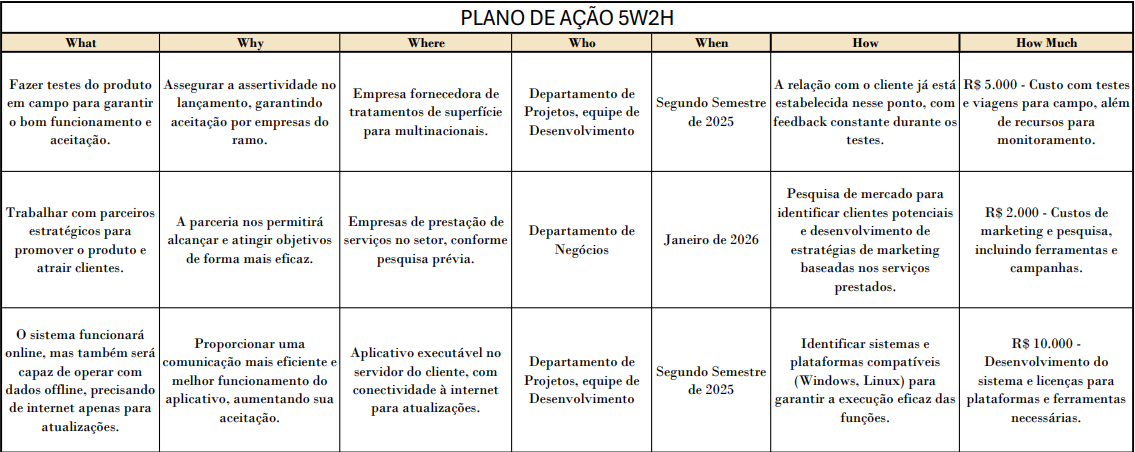 PLANO DE AÇÃO 5W2H
What
Why
Where
Who
When
How
How Much
Fazer testes do produto
em campo para garantir
o bom funcionamento e
aceitação.
Assegurar a assertividade no
lançamento, garantindo
aceitação por empresas do
ramo.
Empresa fornecedora de
tratamentos de superfície
para multinacionais.
Departamento de
Projetos, equipe de
Desenvolvimento
Segundo Semestre
de 2025
A relação com o cliente já está
estabelecida nesse ponto, com
feedback constante durante os
testes.
R$ 5.000 - Custo com testes
e viagens para campo, além
de recursos para
monitoramento.
Trabalhar com parceiros
estratégicos para
promover o produto e
atrair clientes.
A parceria nos permitirá
alcançar e atingir objetivos
de forma mais eficaz.
Empresas de prestação de
serviços no setor, conforme
pesquisa prévia.
Departamento de
Negócios
Janeiro de 2026
Pesquisa de mercado para
identificar clientes potenciais
e desenvolvimento de
estratégias de marketing
baseadas nos serviços
prestados.
R$ 2.000 - Custos de
marketing e pesquisa,
incluindo ferramentas e
campanhas.
O sistema funcionará
online, mas também será
capaz de operar com
dados offline, precisando
de internet apenas para
atualizações.
Proporcionar uma
comunicação mais eficiente e
melhor funcionamento do
aplicativo, aumentando sua
aceitação.
Aplicativo executável no
servidor do cliente, com
conectividade à internet
para atualizações.
Departamento de
Projetos, equipe de
Desenvolvimento
Segundo Semestre
de 2025
Identificar sistemas e
plataformas compatíveis
(Windows, Linux) para
garantir a execução eficaz das
funções.
R$ 10.000 -
Desenvolvimento do
sistema e licenças para
plataformas e ferramentas
necessárias.